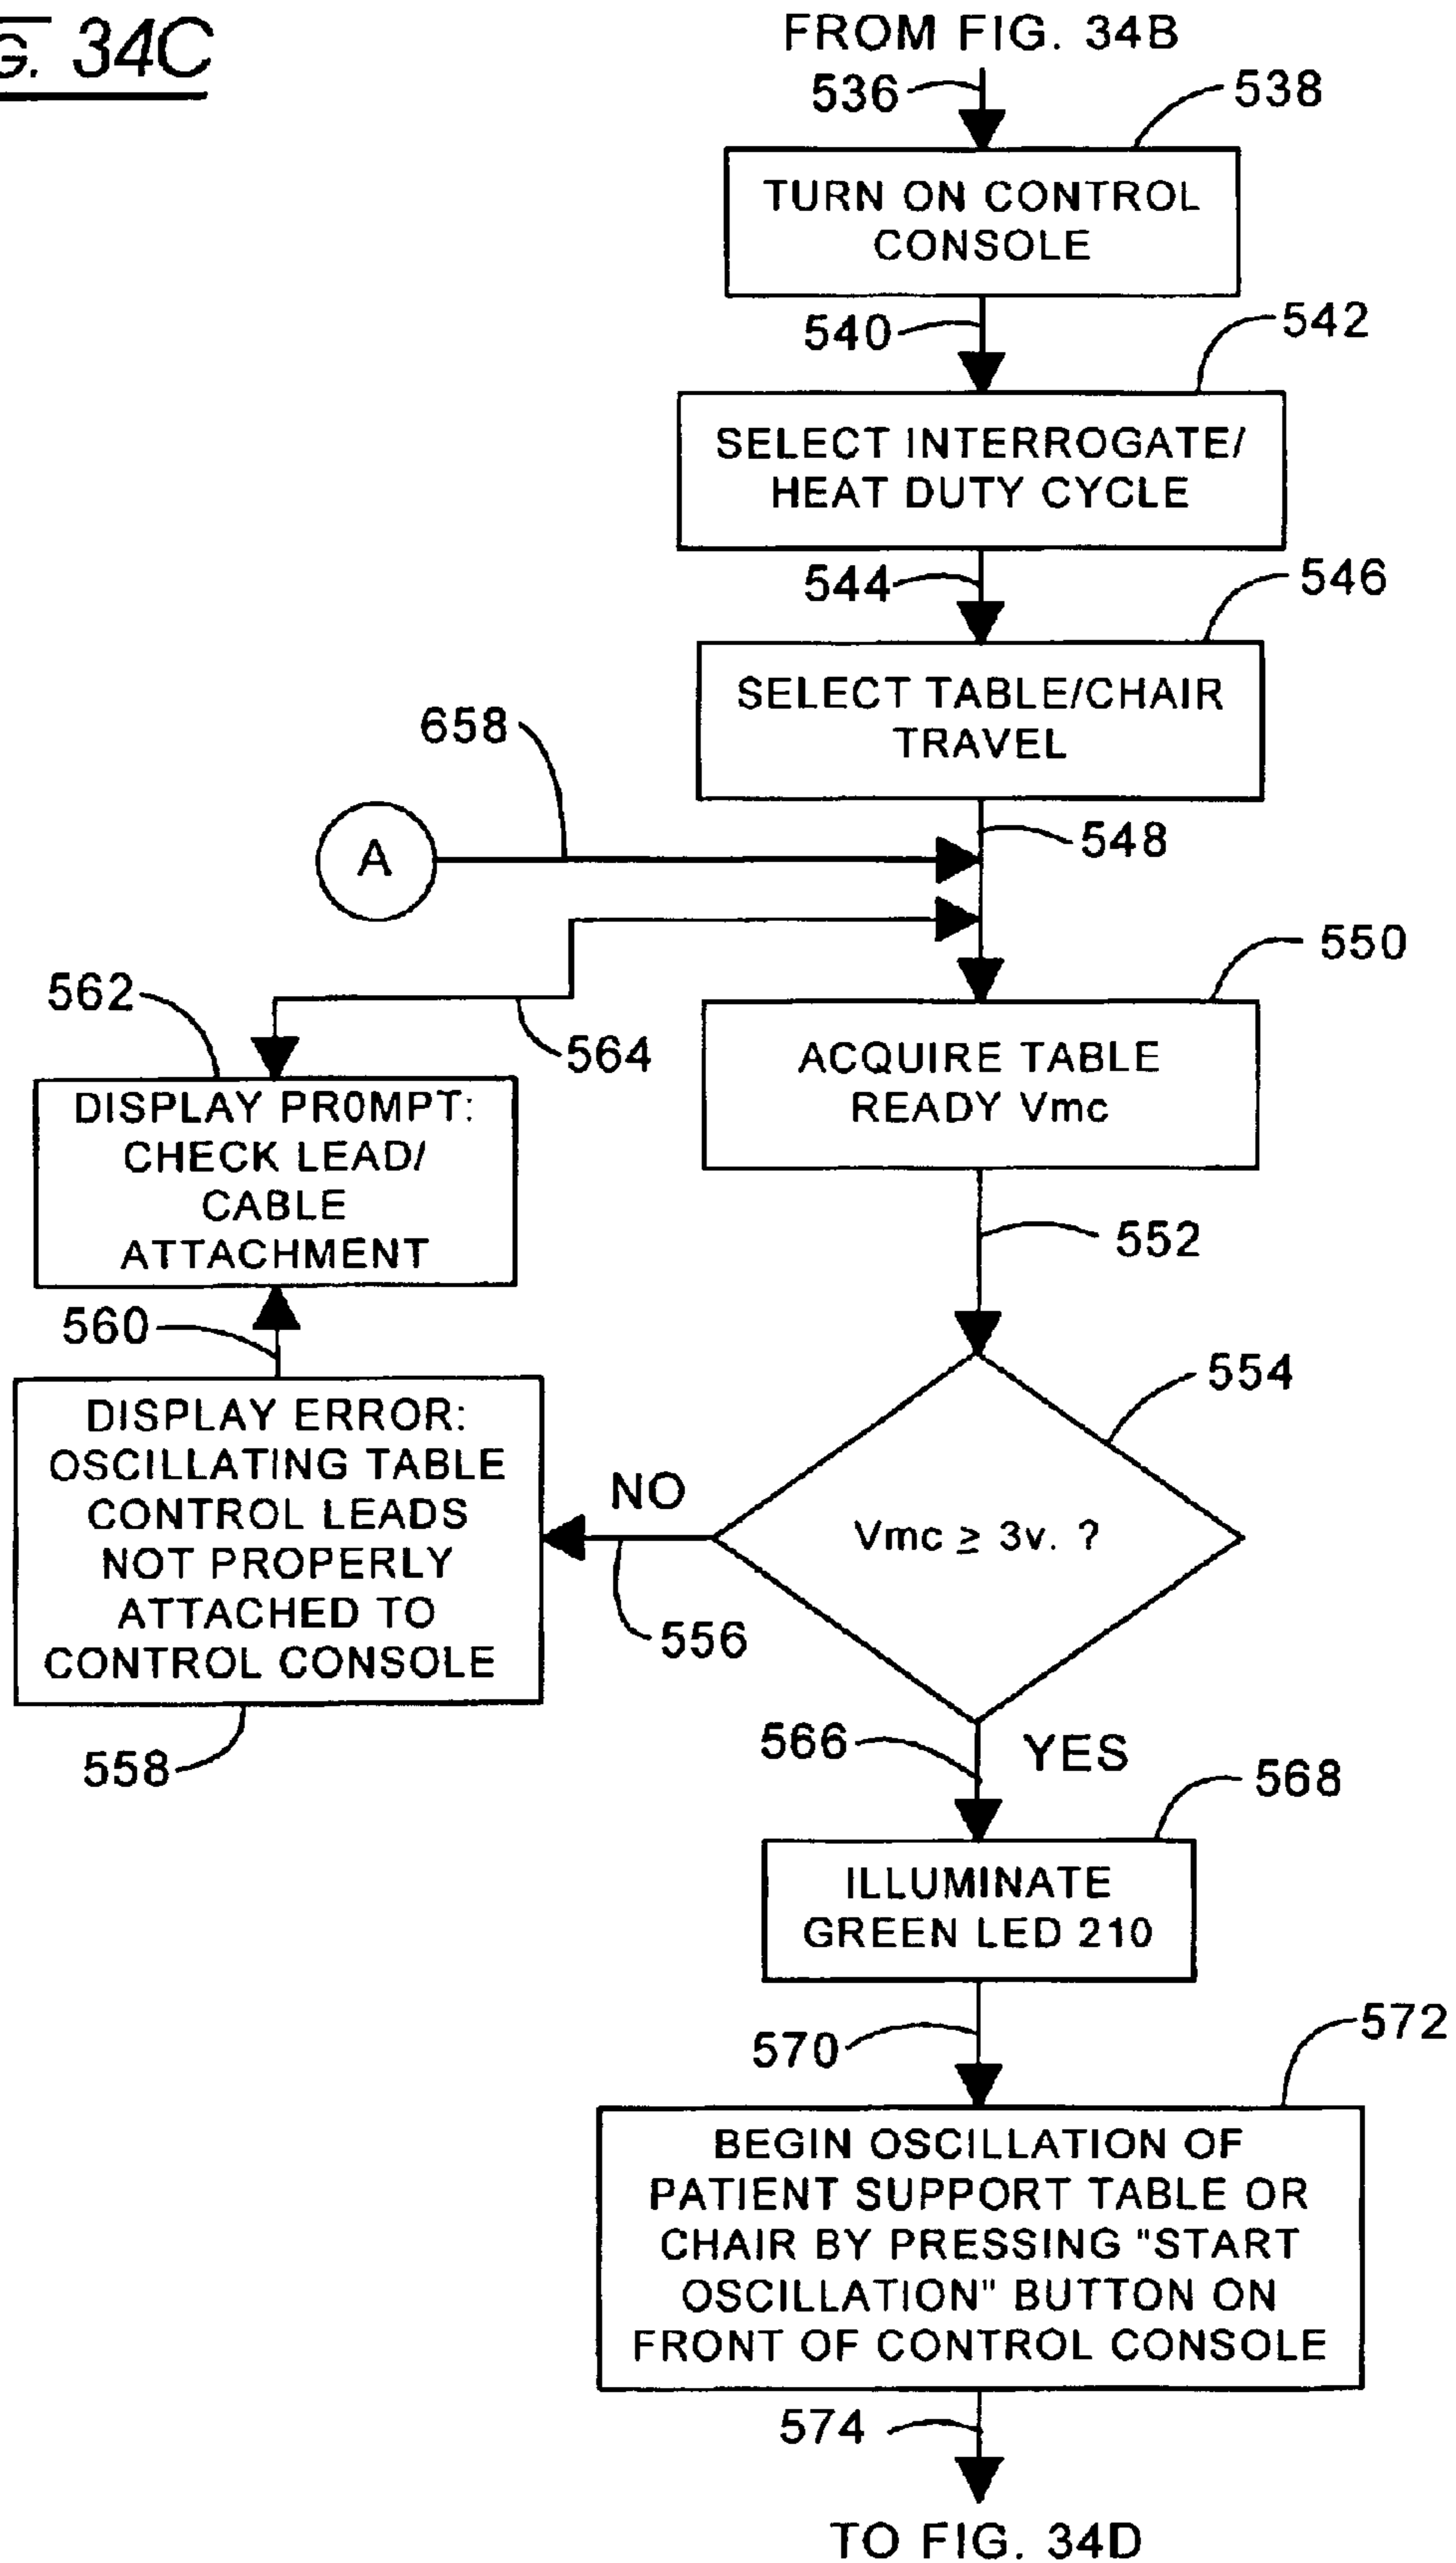 G. 34C
FROM FIG. 34B
536
538
TURN ON CONTROL
CONSOLE
540
542
SELECT INTERROGATE/
HEAT DUTY CYCLE
544
546
SELECT TABLE/CHAIR
TRAVEL
658
A
548
550
562
564
ACQUIRE TABLE
READY Vmc
DISPLAY PROMPT:
CHECK LEAD/
CABLE
ATTACHMENT
552
560
554
DISPLAY ERROR:
OSCILLATING TABLE
CONTROL LEADS
NOT PROPERLY
ATTACHED TO
CONTROL CONSOLE
NO
Vmc ≥ 3v. ?
556
558
566
YES
568
ILLUMINATE
GREEN LED 210
570
572
BEGIN OSCILLATION OF
PATIENT SUPPORT TABLE OR
CHAIR BY PRESSING "START
OSCILLATION" BUTTON ON
FRONT OF CONTROL CONSOLE
574
TO FIG. 34D